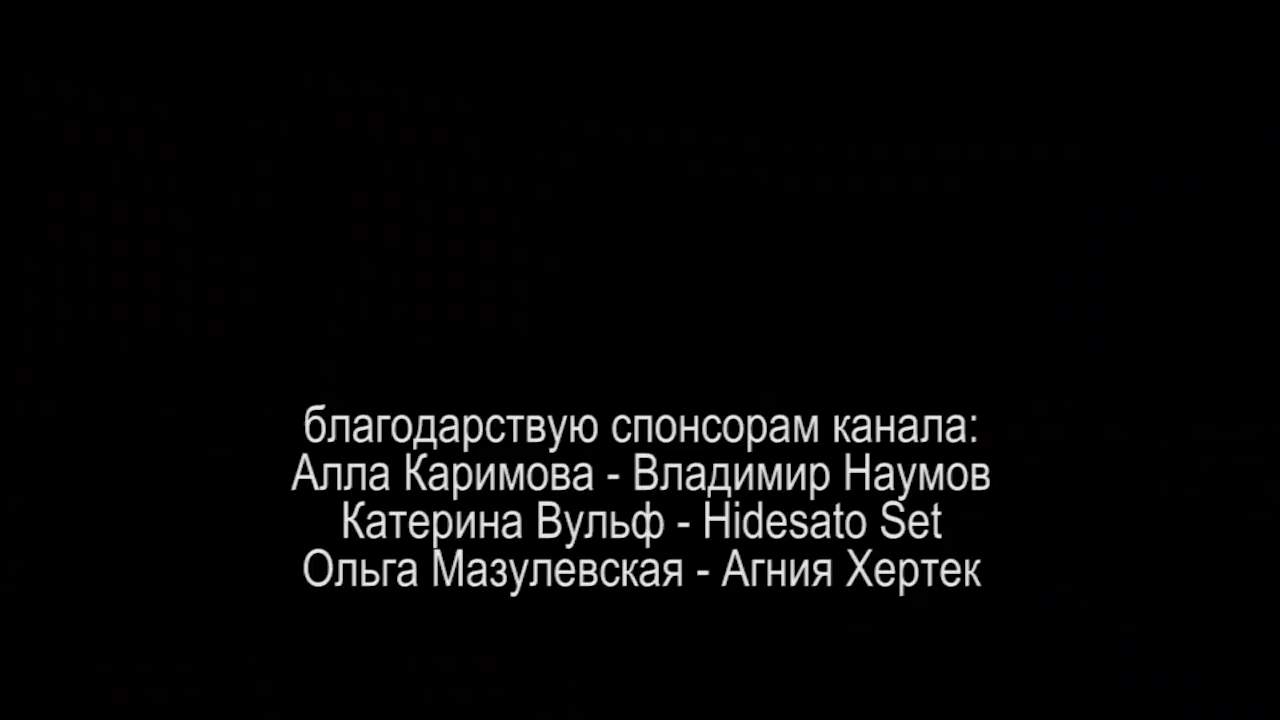 благодарствую спонсорам канала:
Алла Каримова - Владимир Наумов
Катерина Вульф - Hidesato Set
Ольга Мазулевская - Агния Хертек